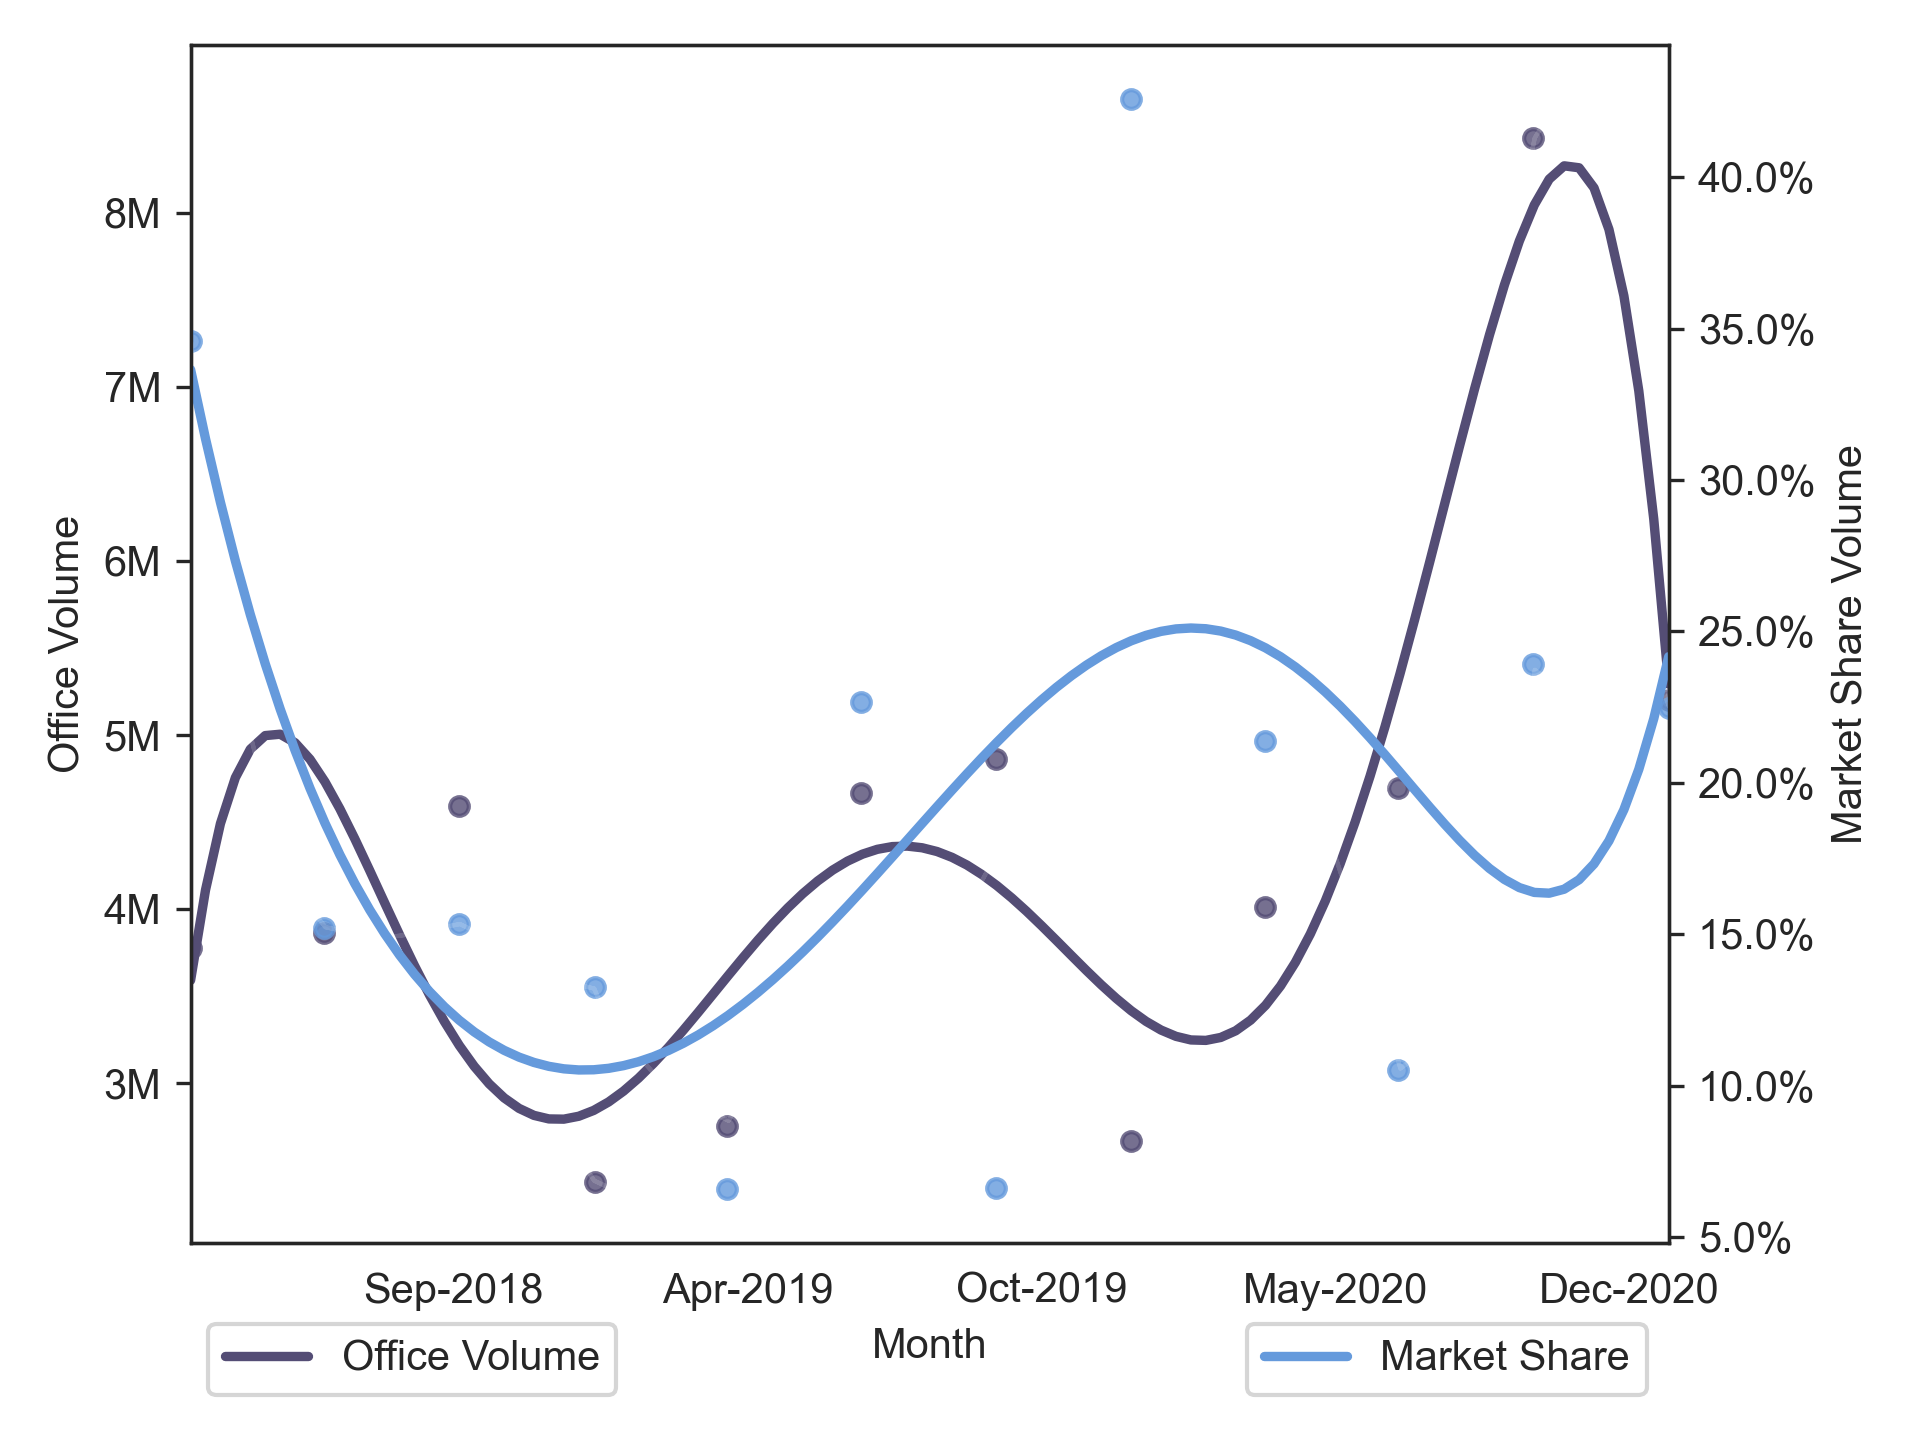 8M
7M
6M
5M
4M
3M
Office Volume
40.0%
35.0%
30.0%
25.0%
20.0%
15.0%
10.0%
5.0%
Market Share Volume
Sep-2018
Apr-2019
Oct-2019
May-2020
Dec-2020
Month
Office Volume
Market Share